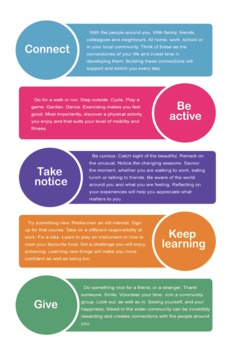 Connect
With the people around you. With family, friends,
colleagues and neighbours. At home, work, school or
in your local community. Think of these as the
cornerstones of your life and invest time in
developing them. Building these connections will
support and enrich you every day.
Go for a walk or run. Step outside. Cycle. Play a
game. Garden. Dance. Exercising makes you feel
good. Most importantly, discover a physical activity
you enjoy and that suits your level of mobility and
fitness.
Be
active
Take
notice
Be curious. Catch sight of the beautiful. Remark on
the unusual. Notice the changing seasons. Savour
the moment, whether you are walking to work, eating
lunch or talking to friends. Be aware of the world
around you and what you are feeling. Reflecting on
your experiences will help you appreciate what
matters to you.
Try something new. Rediscover an old interest. Sign
up for that course. Take on a different responsibility at
work. Fix a bike. Learn to play an instrument or how to
cook your favourite food. Set a challenge you will enjoy
achieving. Learning new things will make you more
confident as well as being fun.
Keep
learning
Give
Do something nice for a friend, or a stranger. Thank
someone. Smile. Volunteer your time. Join a community
group. Look out, as well as in. Seeing yourself, and your
happiness, linked to the wider community can be incredibly
rewarding and creates connections with the people around
you.